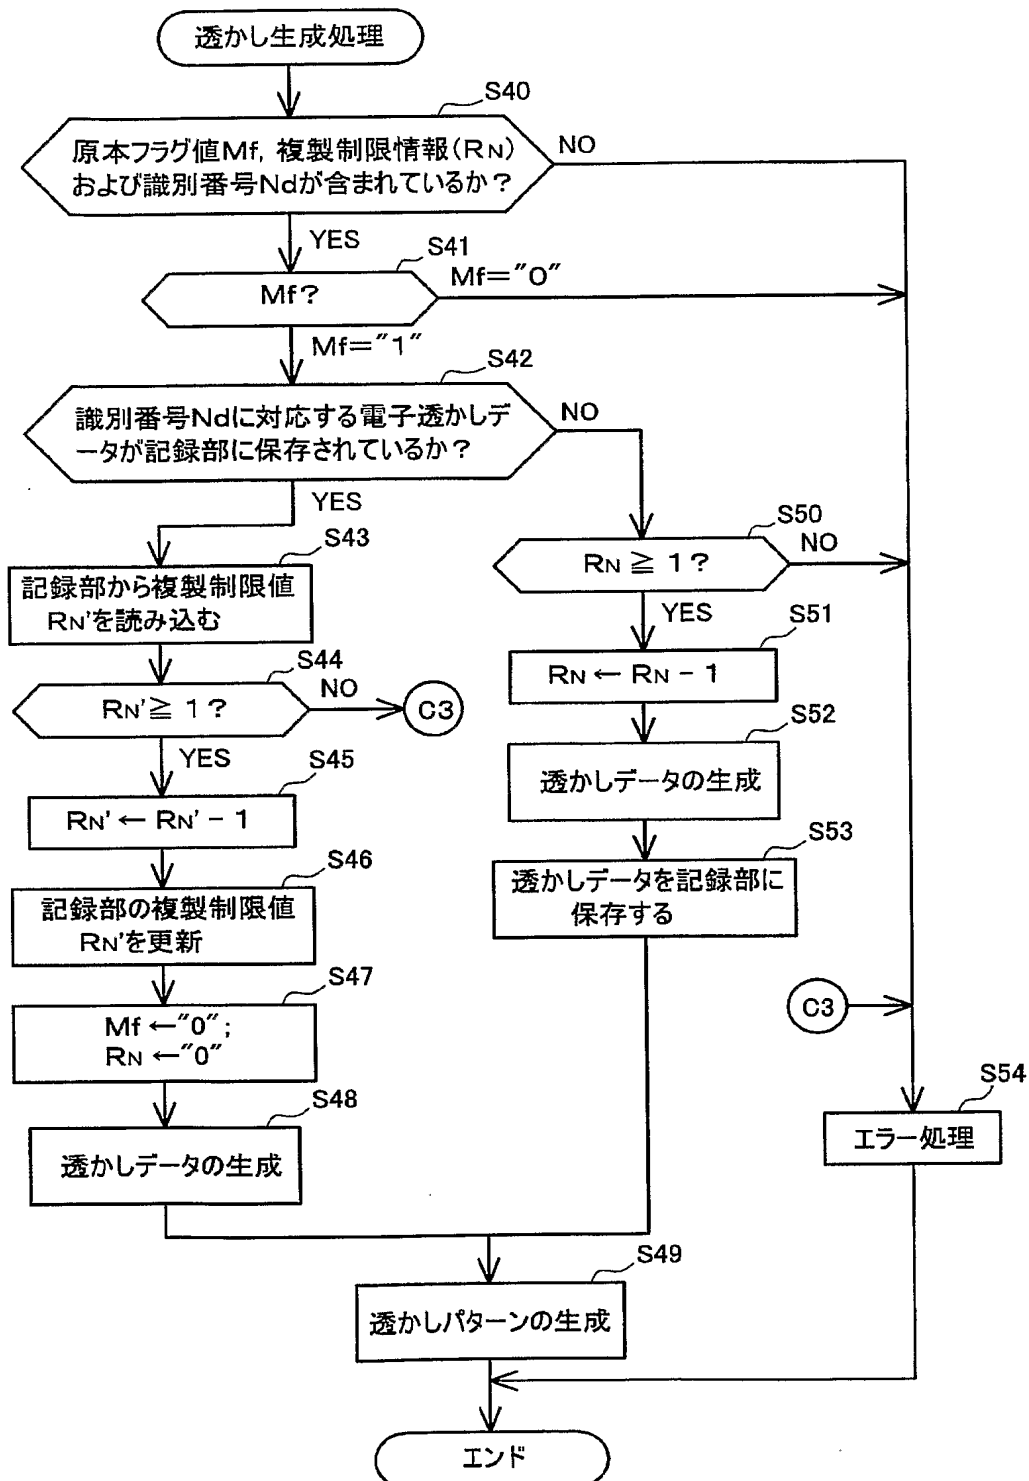 透かし生成処理
S40
原本フラグ値Mf, 複製制限情報(RN)
および識別番号Ndが含まれているか？
NO
YES
S41
Mf？
Mf＝"0"
Mf＝"1"
S42
識別番号Ndに対応する電子透かしデ
ータが記録部に保存されているか？
NO
YES
S43
記録部から複製制限値
RN'を読み込む
S44
RN'≧ 1？
NO
C3
YES
S45
RN' ← RN' - 1
S46
記録部の複製制限値
RN'を更新
S47
Mf ←"0"；
RN ←"0"
S48
透かしデータの生成
S50
RN ≧ 1？
NO
YES
S51
RN ← RN - 1
S52
透かしデータの生成
S53
透かしデータを記録部に
保存する
C3
S54
エラー処理
S49
透かしパターンの生成
エンド